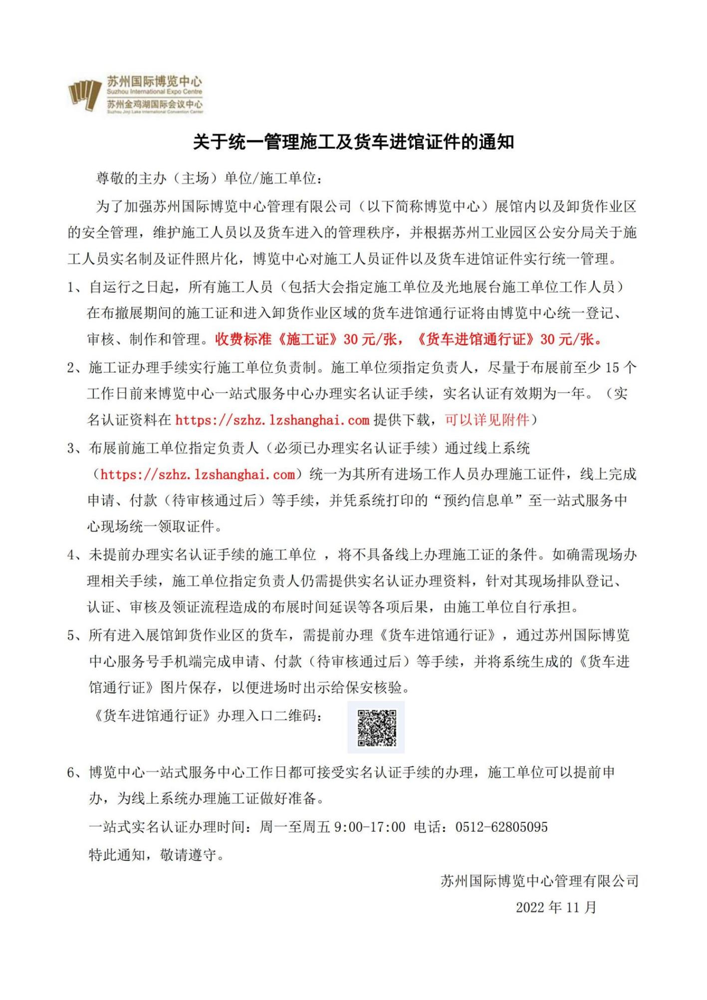 苏州国际博览中心
Suzhou International Expo Centre
苏州金鸡湖国际会议中心
Suzhou Jinji Lake International Convention Center
关于统一管理施工及货车进馆证件的通知
尊敬的主办（主场）单位/施工单位：
为了加强苏州国际博览中心管理有限公司（以下简称博览中心）展馆内以及卸货作业区
的安全管理，维护施工人员以及货车进入的管理秩序，并根据苏州工业园区公安分局关于施
工人员实名制及证件照片化，博览中心对施工人员证件以及货车进馆证件实行统一管理。
1、自运行之日起，所有施工人员（包括大会指定施工单位及光地展台施工单位工作人员）
在布撤展期间的施工证和进入卸货作业区域的货车进馆通行证将由博览中心统一登记、
审核、制作和管理。收费标准《施工证》30 元/张，《货车进馆通行证》30 元/张。
2、施工证办理手续实行施工单位负责制。施工单位须指定负责人，尽量于布展前至少 15 个
工作日前来博览中心一站式服务中心办理实名认证手续，实名认证有效期为一年。（实
名认证资料在 https://szhz.lzshanghai.com 提供下载，可以详见附件）
3、布展前施工单位指定负责人（必须已办理实名认证手续）通过线上系统
（https://szhz.lzshanghai.com）统一为其所有进场工作人员办理施工证件，线上完成
申请、付款（待审核通过后）等手续，并凭系统打印的“预约信息单”至一站式服务中
心现场统一领取证件。
4、未提前办理实名认证手续的施工单位 ，将不具备线上办理施工证的条件。如确需现场办
理相关手续，施工单位指定负责人仍需提供实名认证办理资料，针对其现场排队登记、
认证、审核及领证流程造成的布展时间延误等各项后果，由施工单位自行承担。
5、所有进入展馆卸货作业区的货车，需提前办理《货车进馆通行证》，通过苏州国际博览
中心服务号手机端完成申请、付款（待审核通过后）等手续，并将系统生成的《货车进
馆通行证》图片保存，以便进场时出示给保安核验。
《货车进馆通行证》办理入口二维码：
6、博览中心一站式服务中心工作日都可接受实名认证手续的办理，施工单位可以提前申
办，为线上系统办理施工证做好准备。
一站式实名认证办理时间：周一至周五 9:00-17:00 电话：0512-62805095
特此通知，敬请遵守。
苏州国际博览中心管理有限公司
2022 年 11 月